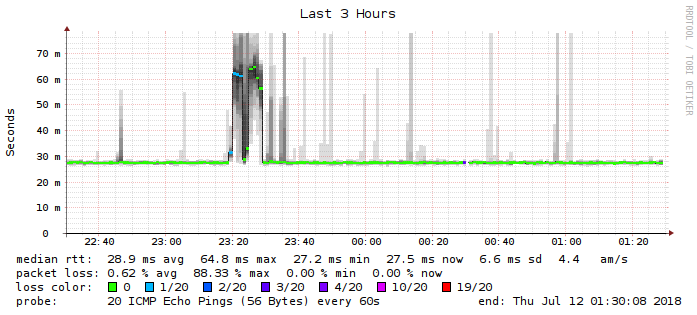 Last 3 Hours
RRDTOOL / TOBI OETIKER
Seconds
70 m
60 m
50 m
40 m
30 m
20 m
10 m
0
22:40 23:00 23:20 23:40 00:00 00:20 00:40 01:00 01:20
median rtt: 28.9 ms avg 64.8 ms max 27.2 ms min 27.5 ms now 6.6 ms sd 4.4 am/s
packet loss: 0.62 % avg 88.33 % max 0.00 % min 0.00 % now
loss color: 0 1/20 2/20 3/20 4/20 10/20 19/20
probe: 20 ICMP Echo Pings (56 Bytes) every 60s end: Thu Jul 12 01:30:08 2018